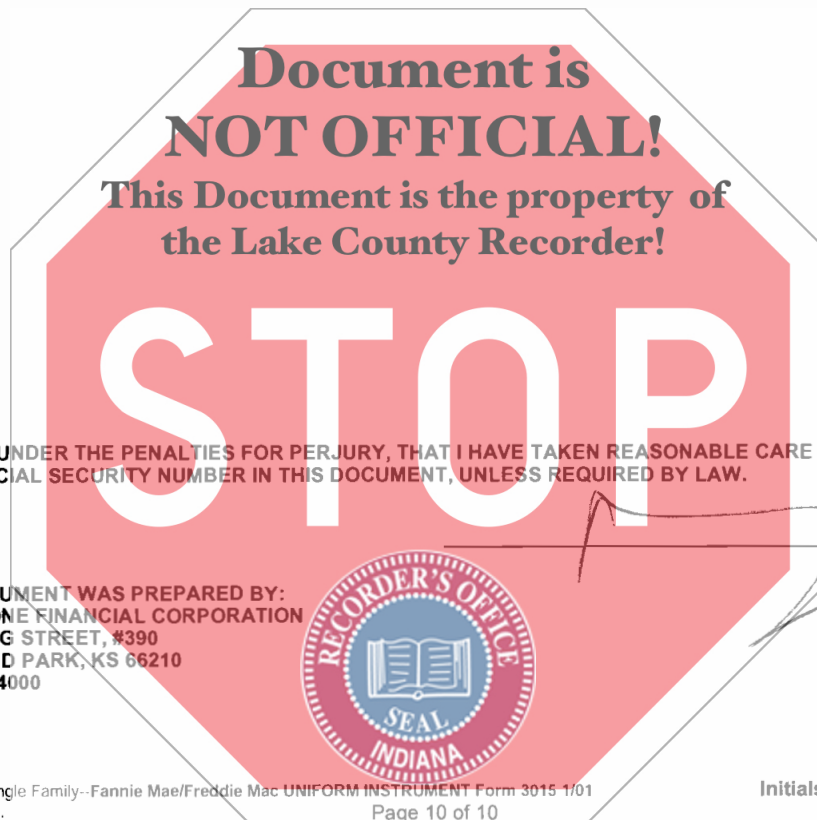 Document is
NOT OFFICIAL!
This Document is the property of
the Lake County Recorder!
STOP
UNDER THE PENALTIES FOR PERJURY, THAT I HAVE TAKEN REASONABLE CARE
CIAL SECURITY NUMBER IN THIS DOCUMENT, UNLESS REQUIRED BY LAW.
UMENT WAS PREPARED BY:
NE FINANCIAL CORPORATION
G STREET, #390
D PARK, KS 66210
4000
RECORDER'S OFFICE
SEAL
INDIANA
ngle Family--Fannie Mae/Freddie Mac UNIFORM INSTRUMENT Form 3015 1/01
Initials
Page 10 of 10